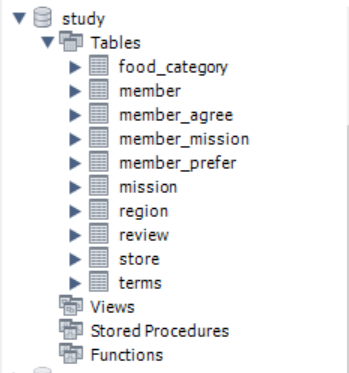 study
Tables
food_category
member
member_agree
member_mission
member_prefer
mission
region
review
store
terms
Views
Stored Procedures
Functions